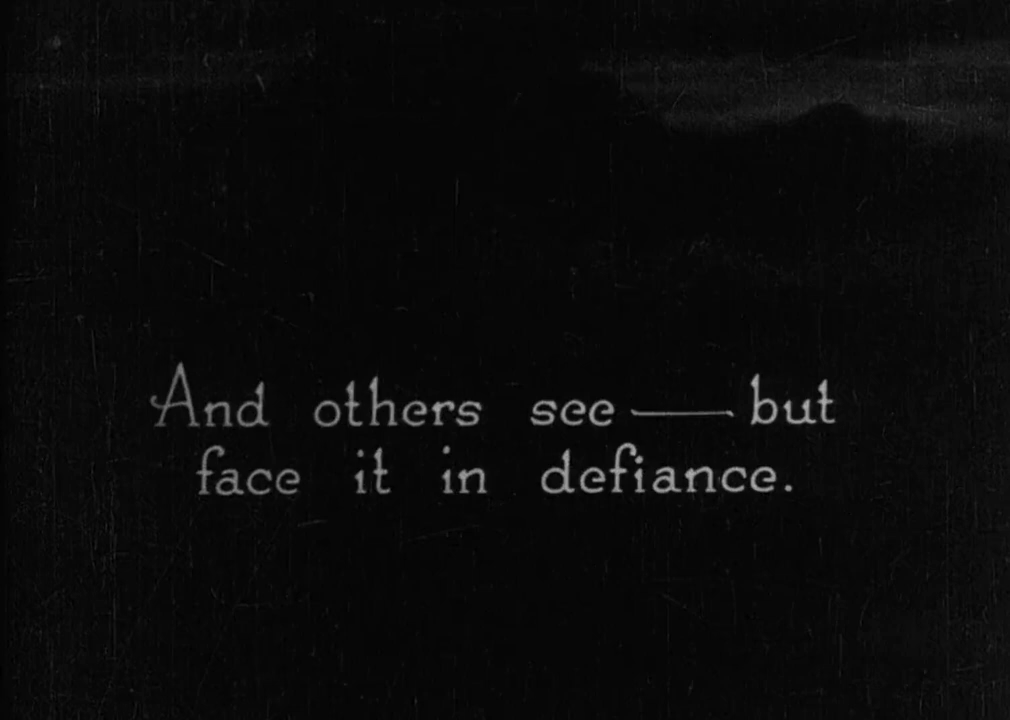 And others see — but
face it in defiance.